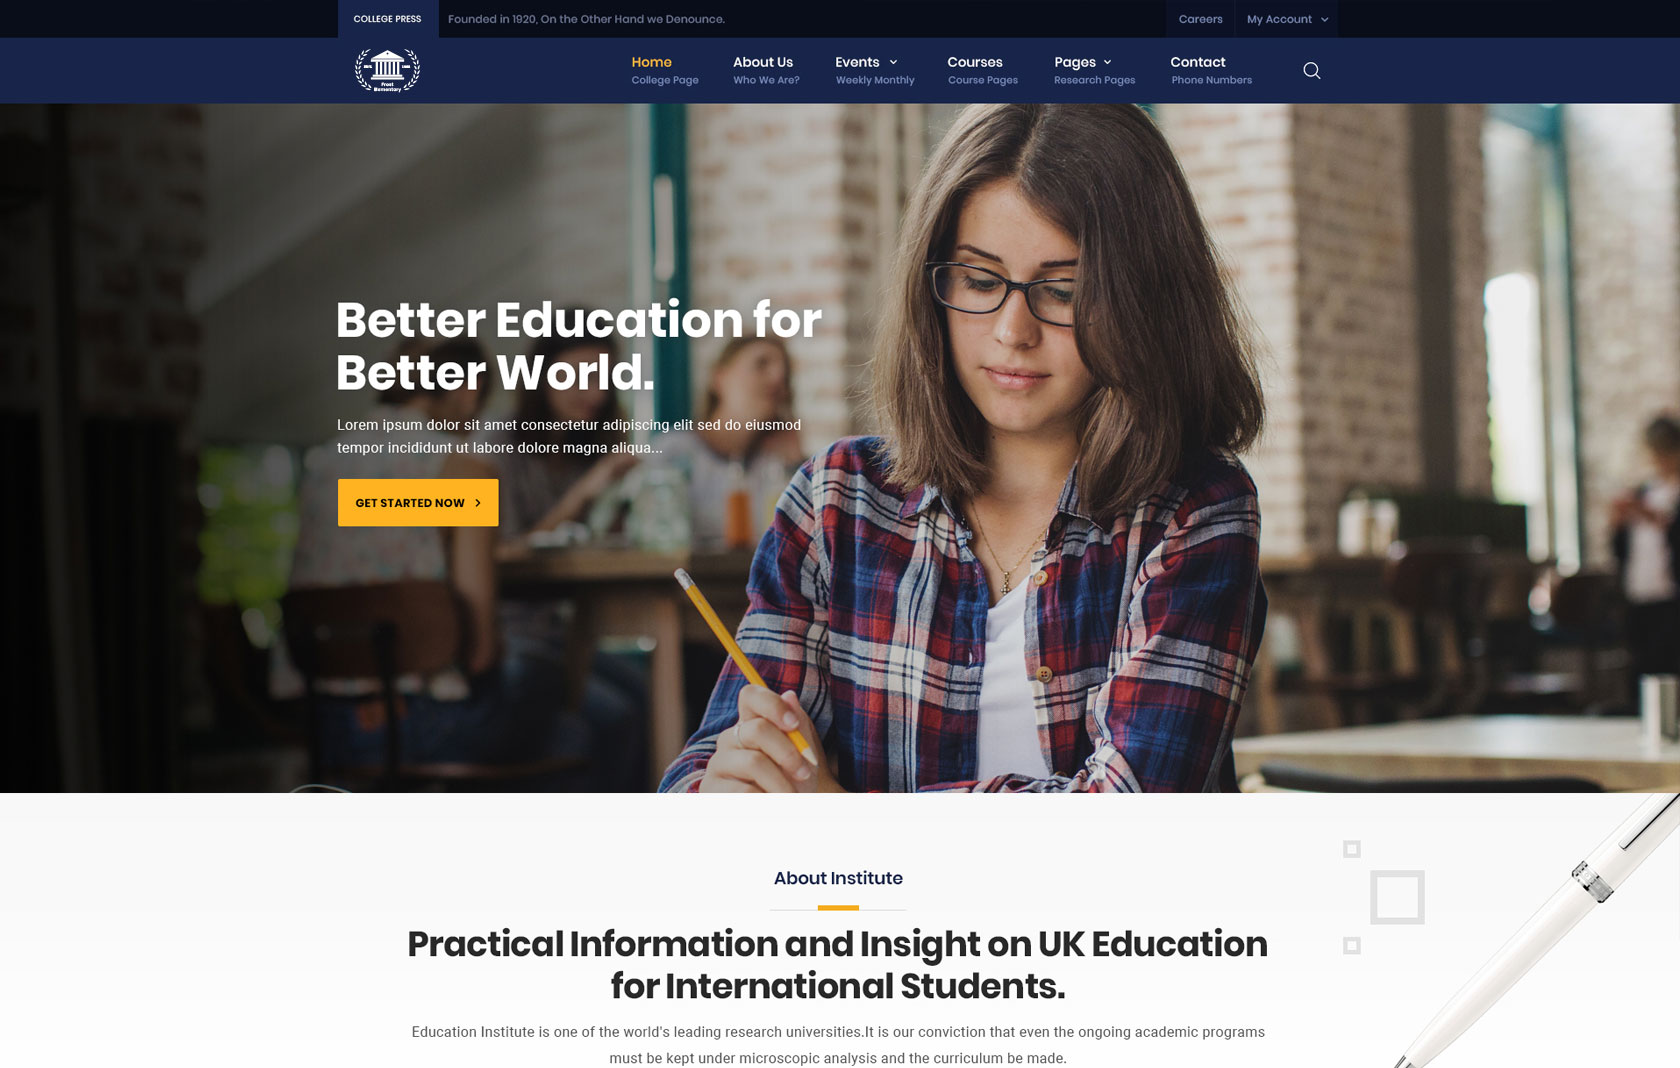 COLLEGE PRESS
Founded in 1920, On the Other Hand we Denounce.
Careers
My Account
Frost
Elementory
Home
College Page
About Us
Who We Are?
Events
Weekly Monthly
Courses
Course Pages
Pages
Research Pages
Contact
Phone Numbers
Better Education for
Better World.
Lorem ipsum dolor sit amet consectetur adipiscing elit sed do eiusmod
tempor incididunt ut labore dolore magna aliqua...
GET STARTED NOW
About Institute
Practical Information and Insight on UK Education
for International Students.
Education Institute is one of the world's leading research universities.It is our conviction that even the ongoing academic programs
must be kept under microscopic analysis and the curriculum be made.